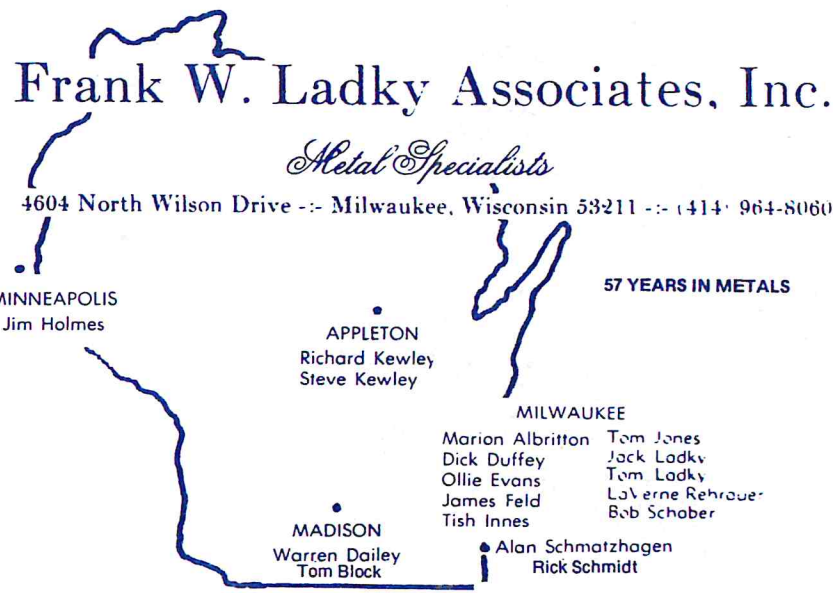 Frank W. Ladky Associates, Inc.
Metal Specialists
4604 North Wilson Drive -:- Milwaukee, Wisconsin 53211 -:- (414) 964-8060
57 YEARS IN METALS
MINNEAPOLIS
Jim Holmes
APPLETON
Richard Kewley
Steve Kewley
MILWAUKEE
Marion Albritton Tom Jones
Dick Duffey Jack Ladky
Ollie Evans Tom Ladky
James Feld LaVerne Rehrauer
Tish Innes Bob Schober
Alan Schmatzhagen
Rick Schmidt
MADISON
Warren Dailey
Tom Block